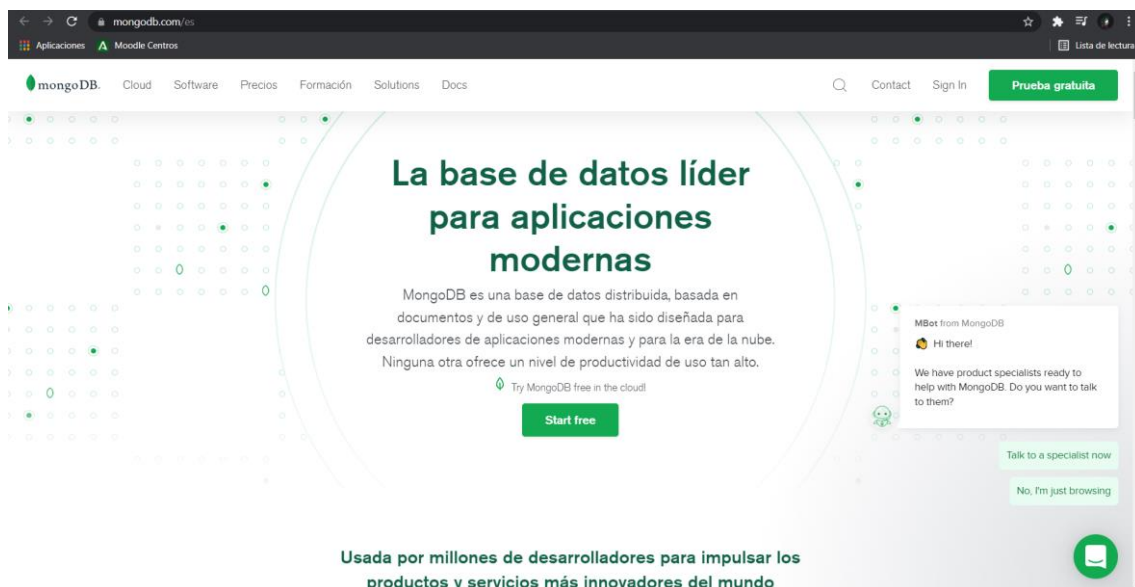 mongodb.com/es
Aplicaciones Moodle Centros Lista de lectura
mongoDB. Cloud Software Precios Formación Solutions Docs Contact Sign In Prueba gratuita
La base de datos líder
para aplicaciones
modernas
MongoDB es una base de datos distribuida, basada en
documentos y de uso general que ha sido diseñada para
desarrolladores de aplicaciones modernas y para la era de la nube.
Ninguna otra ofrece un nivel de productividad de uso tan alto.
Try MongoDB free in the cloud!
Start free
MBot from MongoDB
Hi there!
We have product specialists ready to
help with MongoDB. Do you want to talk
to them?
Talk to a specialist now
No, I'm just browsing
Usada por millones de desarrolladores para impulsar los
productos y servicios más innovadores del mundo